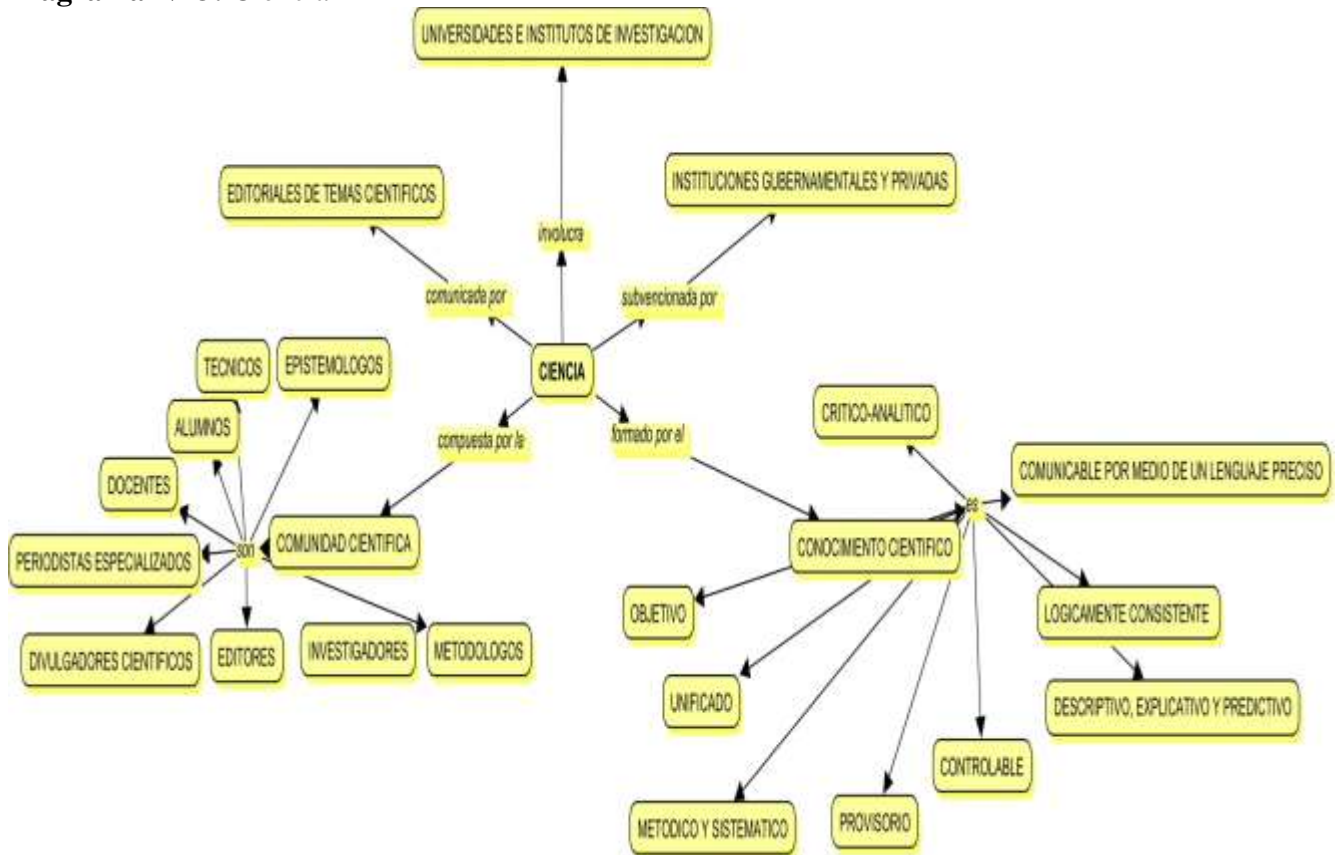 UNIVERSIDADES E INSTITUTOS DE INVESTIGACION
EDITORIALES DE TEMAS CIENTIFICOS
INSTITUCIONES GUBERNAMENTALES Y PRIVADAS
involucra
comunicada por
subvencionada por
CIENCIA
TECNICOS
EPISTEMOLOGOS
ALUMNOS
compuesta por la
formado por el
CRITICO-ANALITICO
DOCENTES
COMUNICABLE POR MEDIO DE UN LENGUAJE PRECISO
es
PERIODISTAS ESPECIALIZADOS
son
COMUNIDAD CIENTIFICA
CONOCIMIENTO CIENTIFICO
OBJETIVO
LOGICAMENTE CONSISTENTE
DIVULGADORES CIENTIFICOS
EDITORES
INVESTIGADORES
METODOLOGOS
UNIFICADO
DESCRIPTIVO, EXPLICATIVO Y PREDICTIVO
CONTROLABLE
METODICO Y SISTEMATICO
PROVISORIO